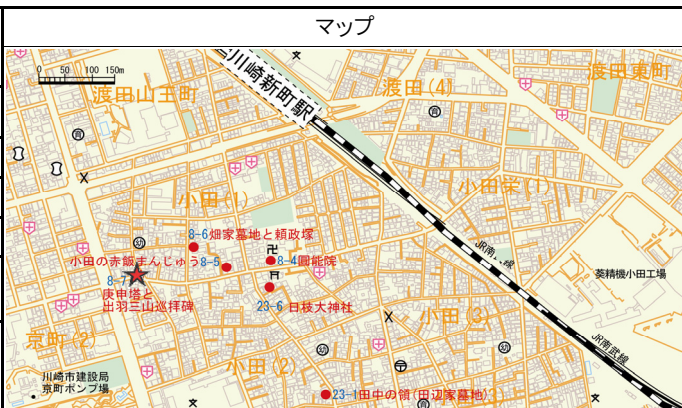 マップ
0 50 100 150m
川崎新町駅
渡田山王町
渡田(4)
渡田東町
小田(1)
小田栄(1)
8-6畑家墓地と頼政塚
小田の赤飯まんじゅう8-5
8-4圓能院
8-7
庚申塔と
出羽三山巡拝碑
23-6 日枝大神社
JR南
線
葵精機小田工場
小田(3)
JR南武線
京町(2)
小田(2)
川崎市建設局
京町ポンプ場
23-1田中の領(田辺家墓地)